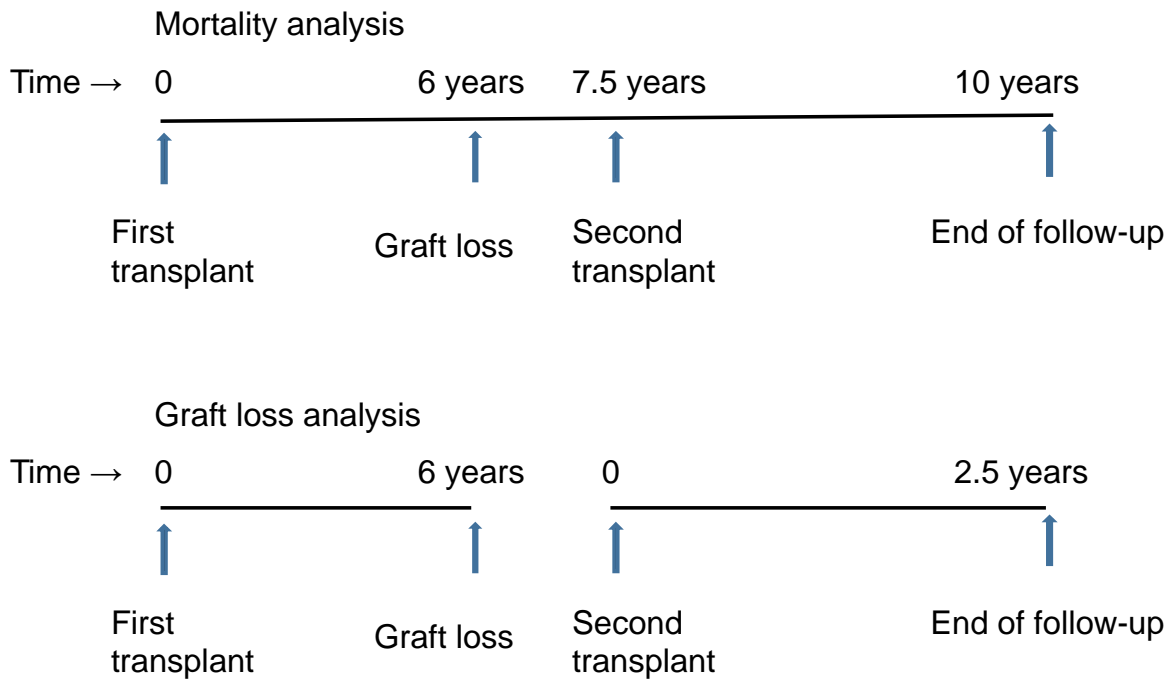 Mortality analysis
Time → 0 6 years 7.5 years 10 years
First transplant
Graft loss
Second transplant
End of follow-up
Graft loss analysis
Time → 0 6 years 0 2.5 years
First transplant
Graft loss
Second transplant
End of follow-up